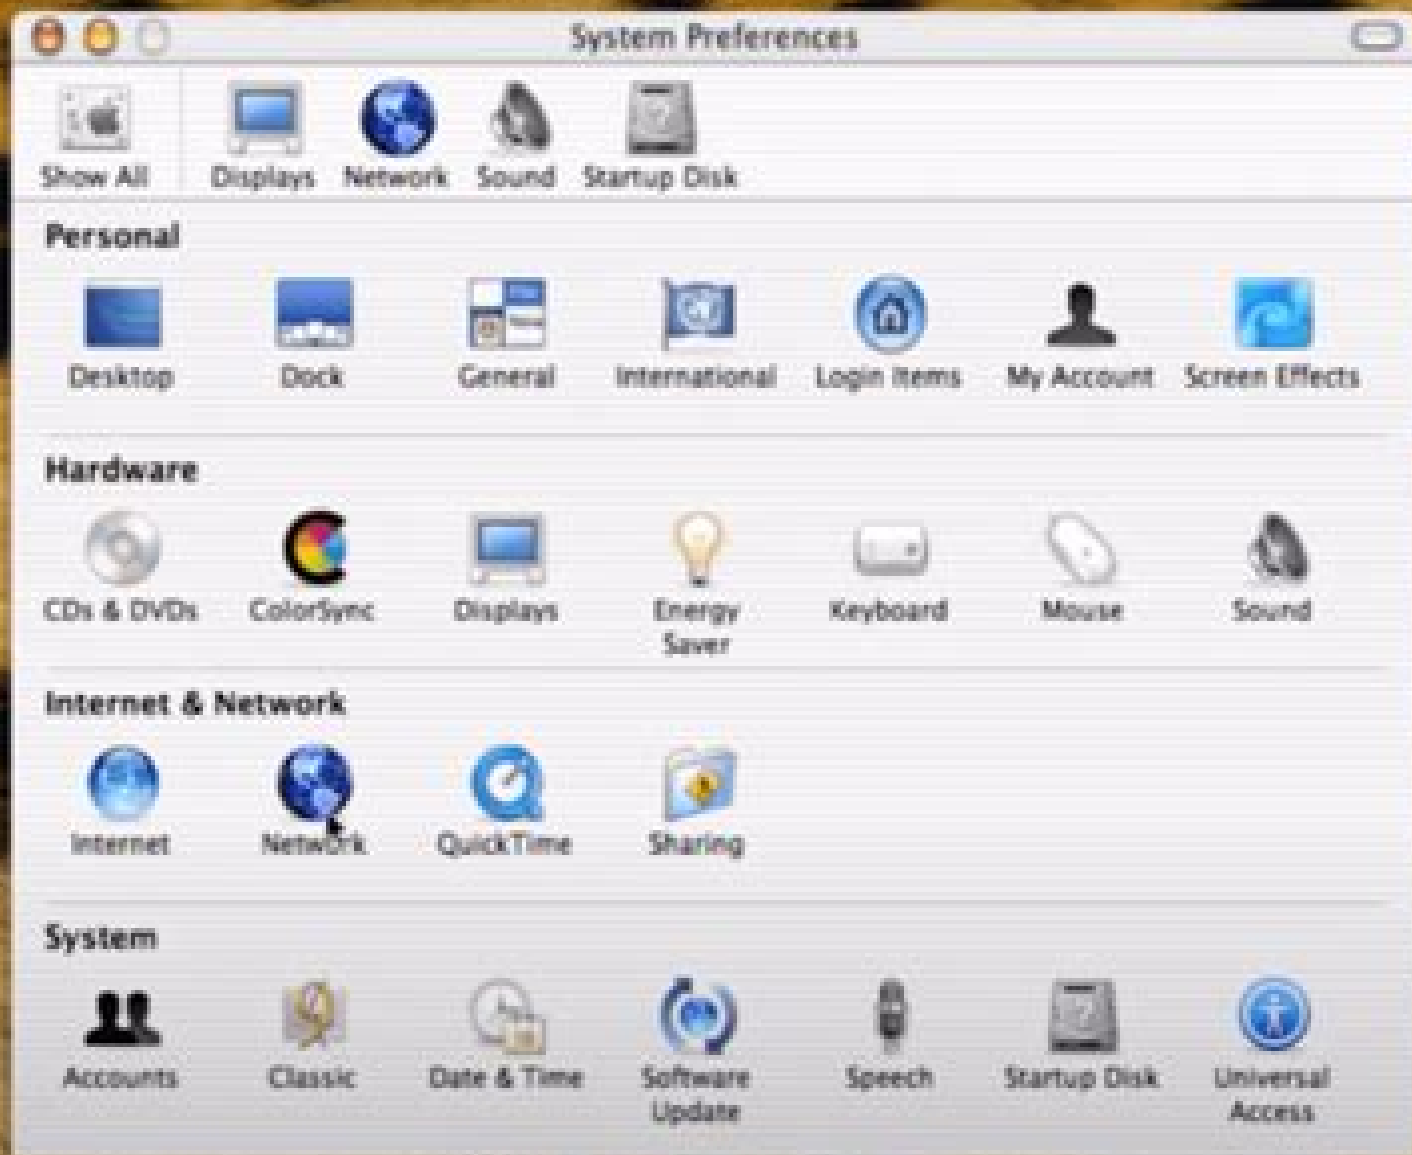 System Preferences
Show All Displays Network Sound Startup Disk
Personal
Desktop Dock General International Login Items My Account Screen Effects
Hardware
CDs & DVDs ColorSync Displays Energy Saver Keyboard Mouse Sound
Internet & Network
Internet Network QuickTime Sharing
System
Accounts Classic Date & Time Software Update Speech Startup Disk Universal Access